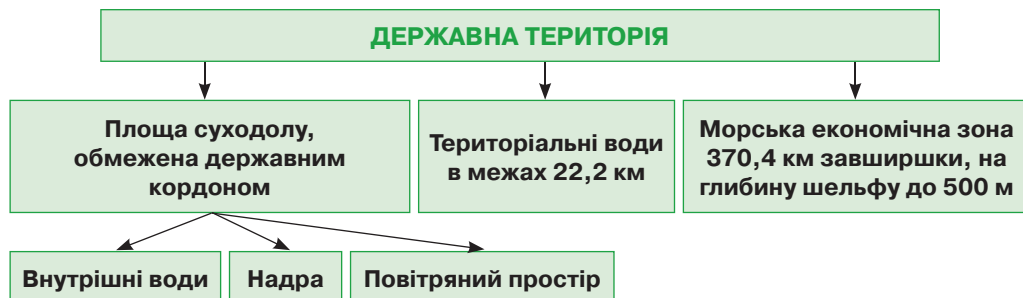 ДЕРЖАВНА ТЕРИТОРІЯ
Площа суходолу,
обмежена державним
кордоном
Територіальні води
в межах 22,2 км
Морська економічна зона
370,4 км завширшки, на
глибину шельфу до 500 м
Внутрішні води
Надра
Повітряний простір